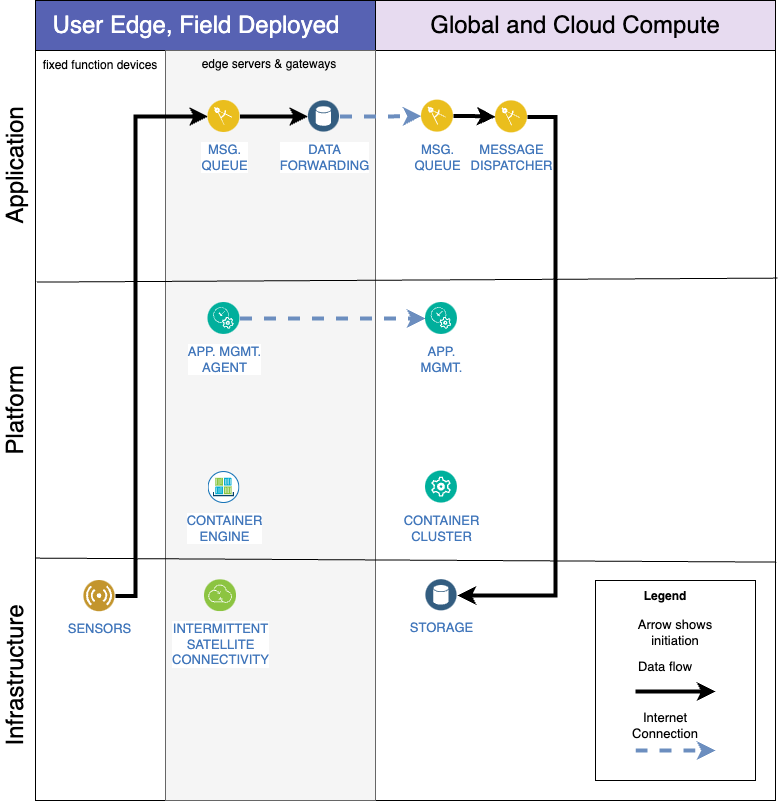 User Edge, Field Deployed
Global and Cloud Compute
fixed function devices
edge servers & gateways
Application
MSG.
QUEUE
DATA
FORWARDING
MSG.
QUEUE
MESSAGE
DISPATCHER
Platform
APP. MGMT.
AGENT
APP.
MGMT.
CONTAINER
ENGINE
CONTAINER
CLUSTER
Infrastructure
SENSORS
INTERMITTENT
SATELLITE
CONNECTIVITY
STORAGE
Legend
Arrow shows
initiation
Data flow
Internet
Connection